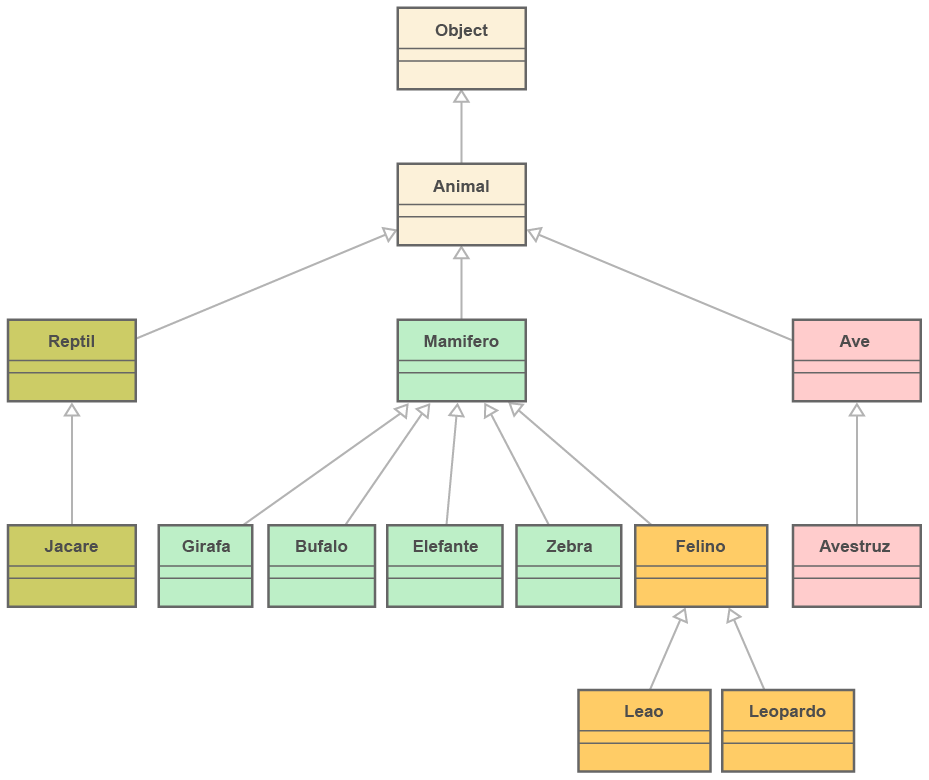 Object
Animal
Reptil
Mamifero
Ave
Jacare
Girafa
Bufalo
Elefante
Zebra
Felino
Avestruz
Leao
Leopardo